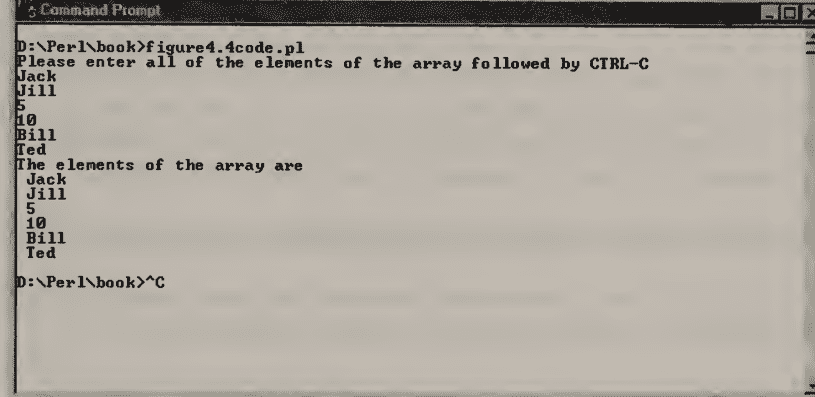 Command Prompt
D:\Perl\book>figure4.4code.pl
Please enter all of the elements of the array followed by CTRL-C
Jack
Jill
5
10
Bill
Ted
The elements of the array are
 Jack
 Jill
 5
 10
 Bill
 Ted
D:\Perl\book>^C